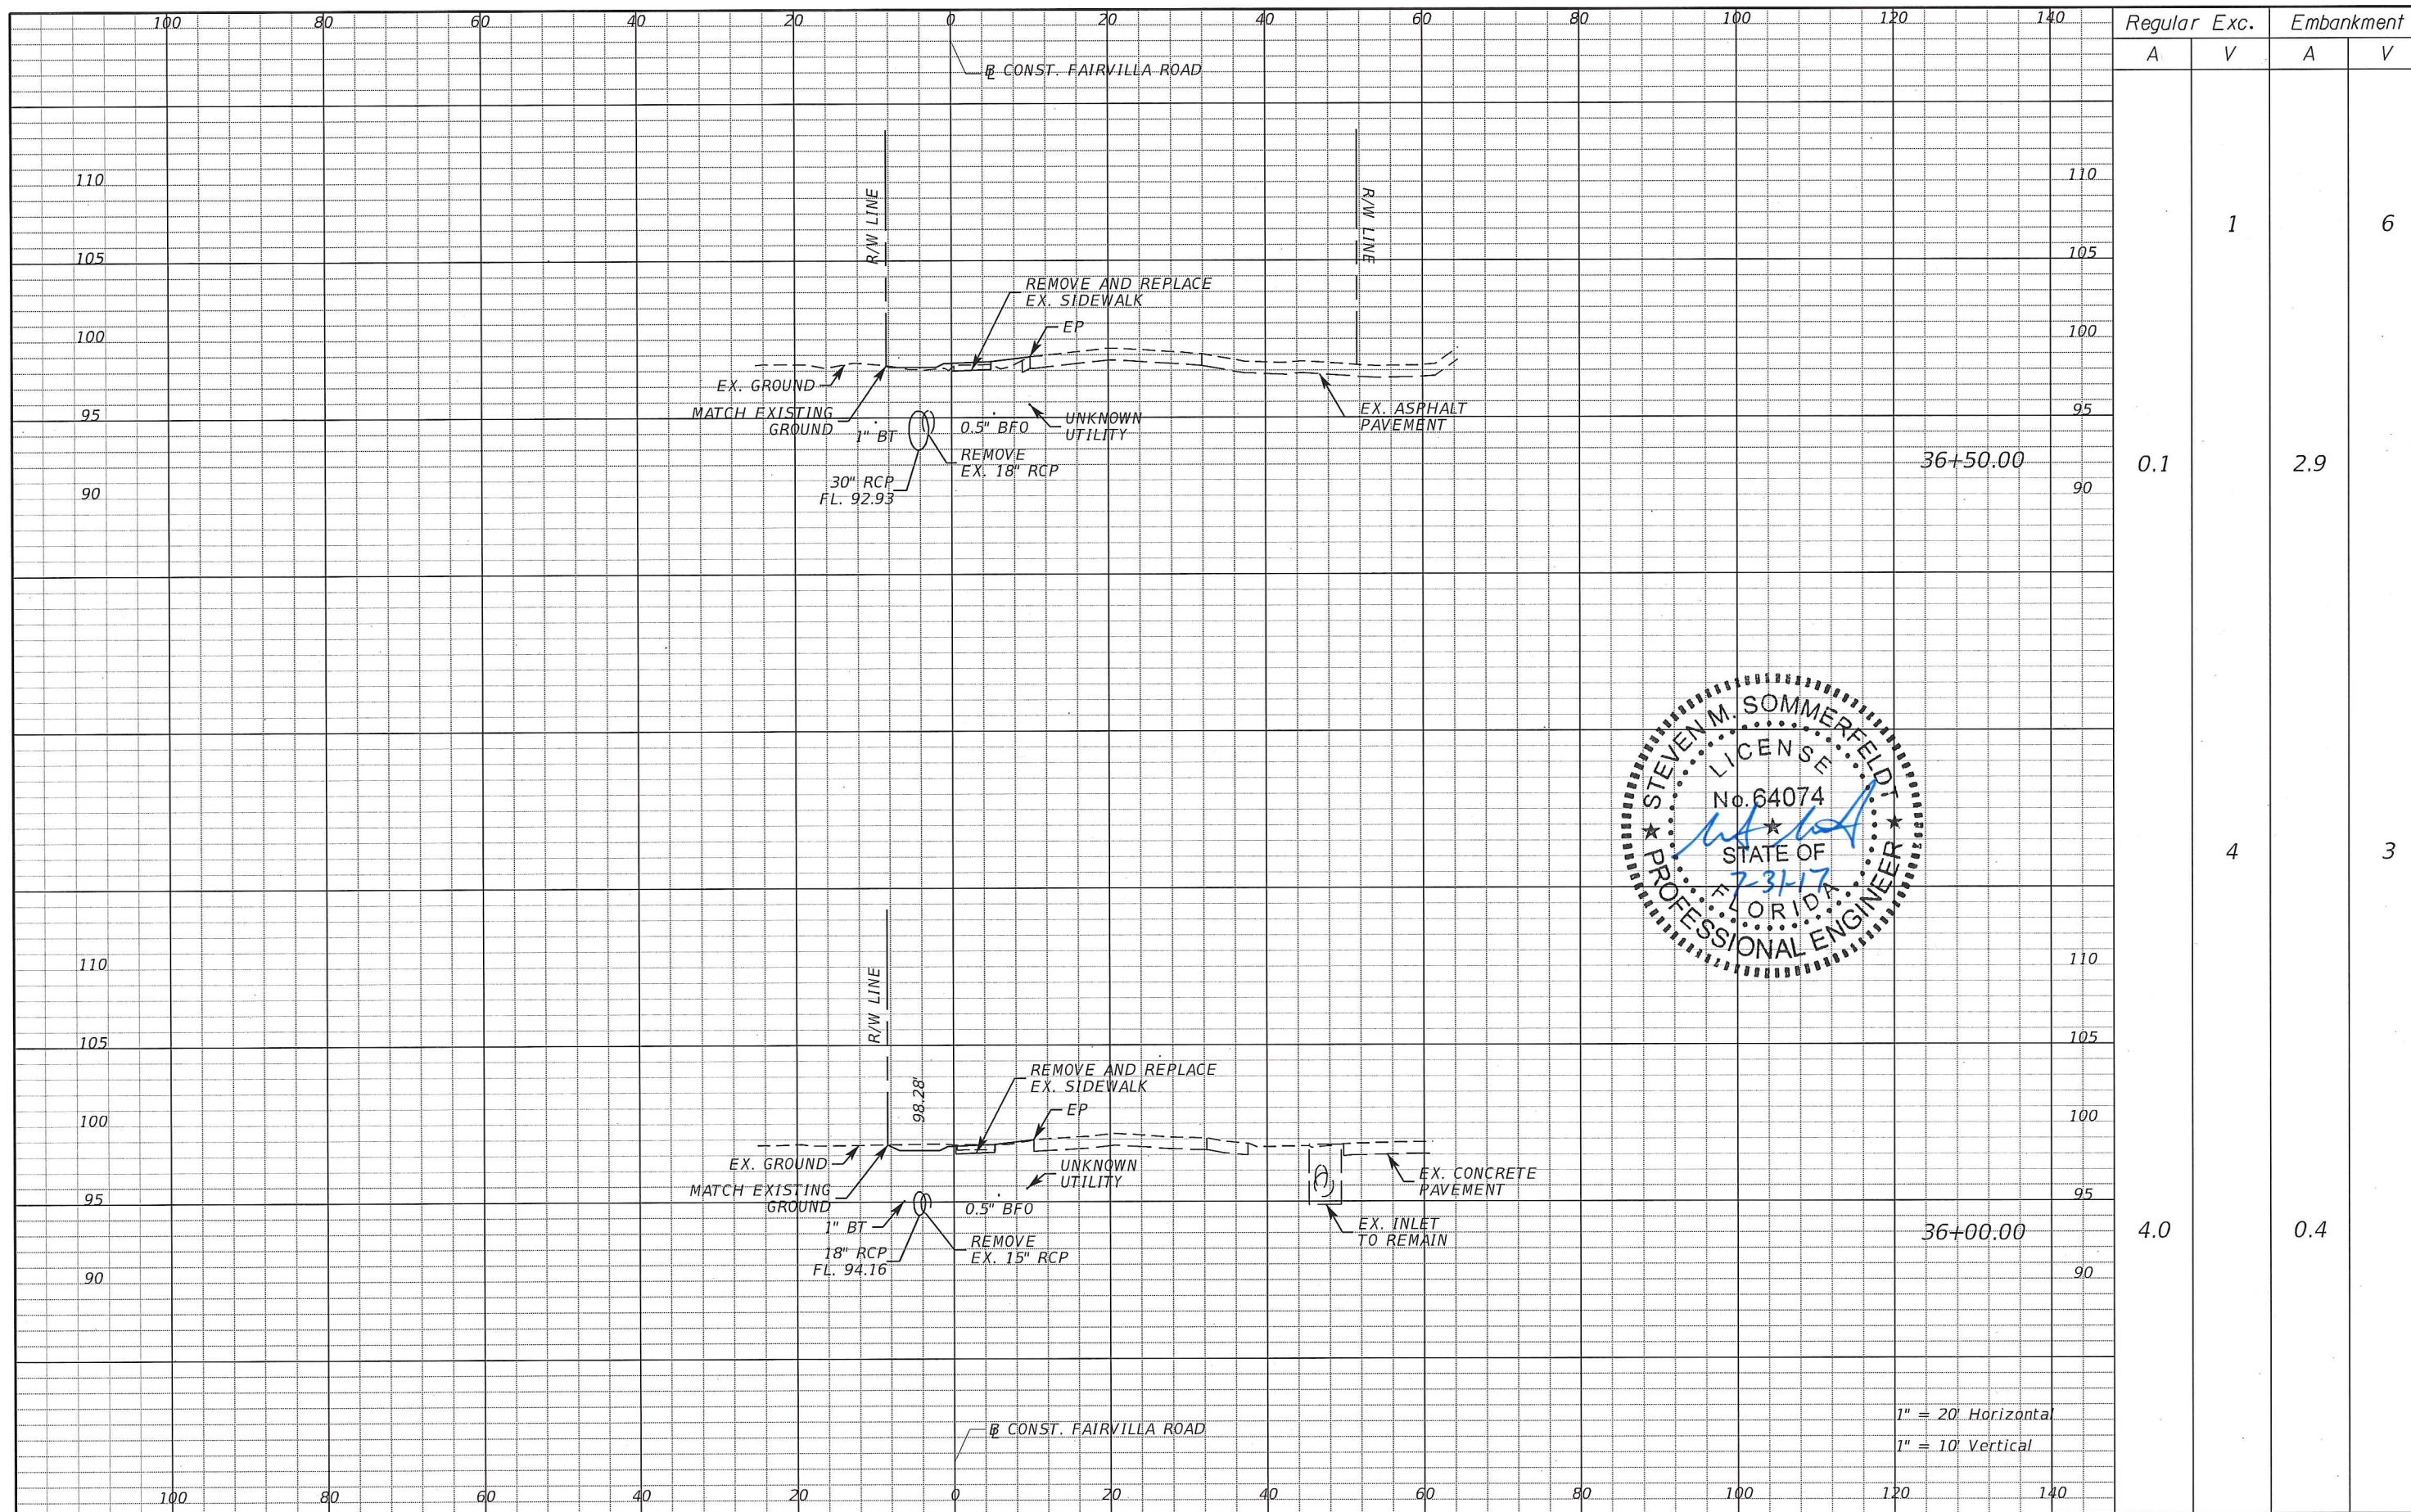 100 80 60 40 20 0 20 40 60 80 100 120 140
Regular Exc. Embankment
A V A V
℄ CONST. FAIRVILLA ROAD
R/W LINE
R/W LINE
110 110
1 6
105 105
REMOVE AND REPLACE
EX. SIDEWALK
EP
100 100
EX. GROUND
MATCH EXISTING
GROUND
95 95
1" BT
0.5" BFO
UNKNOWN
UTILITY
EX. ASPHALT
PAVEMENT
REMOVE
EX. 18" RCP
30" RCP
FL. 92.93
90 90
36+50.00 0.1 2.9
STEVEN M. SOMMERFELDT
LICENSE
No. 64074
STATE OF
FLORIDA
7-31-17
PROFESSIONAL ENGINEER
4 3
110 110
R/W LINE
105 105
98.28'
REMOVE AND REPLACE
EX. SIDEWALK
EP
100 100
EX. GROUND
MATCH EXISTING
GROUND
UNKNOWN
UTILITY
EX. CONCRETE
PAVEMENT
95 95
1" BT
0.5" BFO
18" RCP
FL. 94.16
REMOVE
EX. 15" RCP
EX. INLET
TO REMAIN
36+00.00 4.0 0.4
90 90
℄ CONST. FAIRVILLA ROAD
1" = 20' Horizontal
1" = 10' Vertical
100 80 60 40 20 0 20 40 60 80 100 120 140